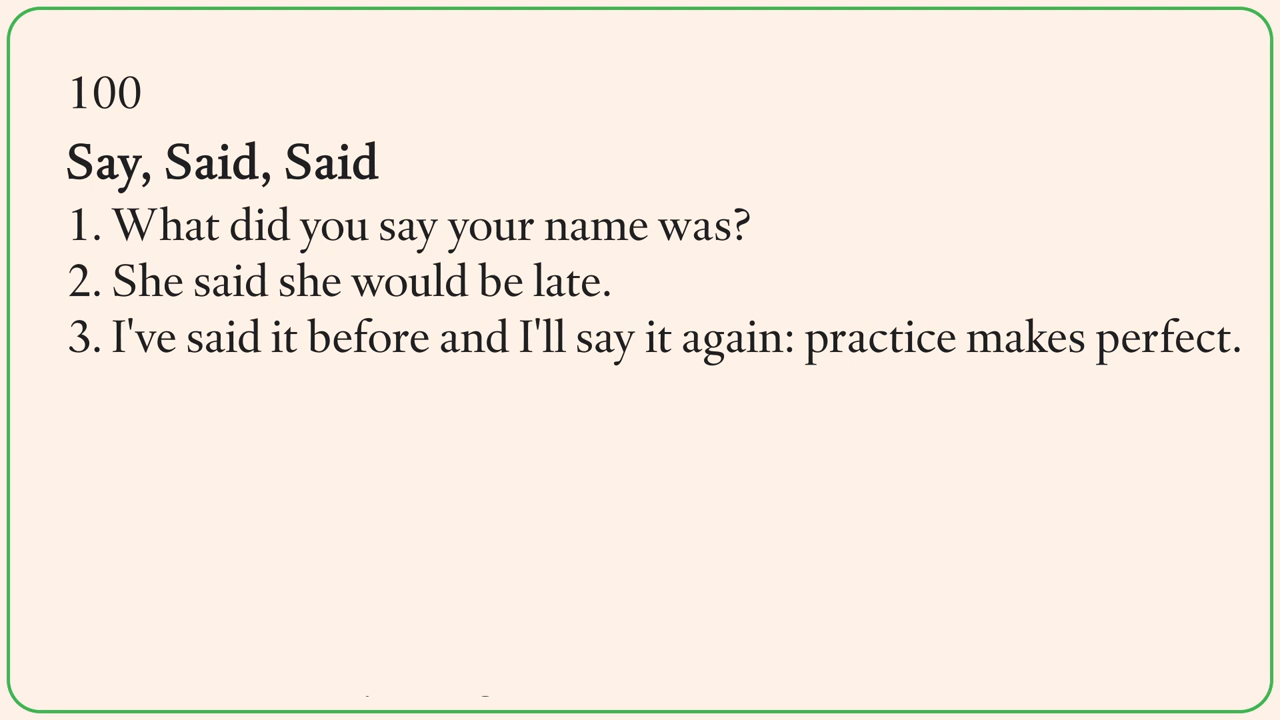 100
Say, Said, Said
1. What did you say your name was?
2. She said she would be late.
3. I've said it before and I'll say it again: practice makes perfect.